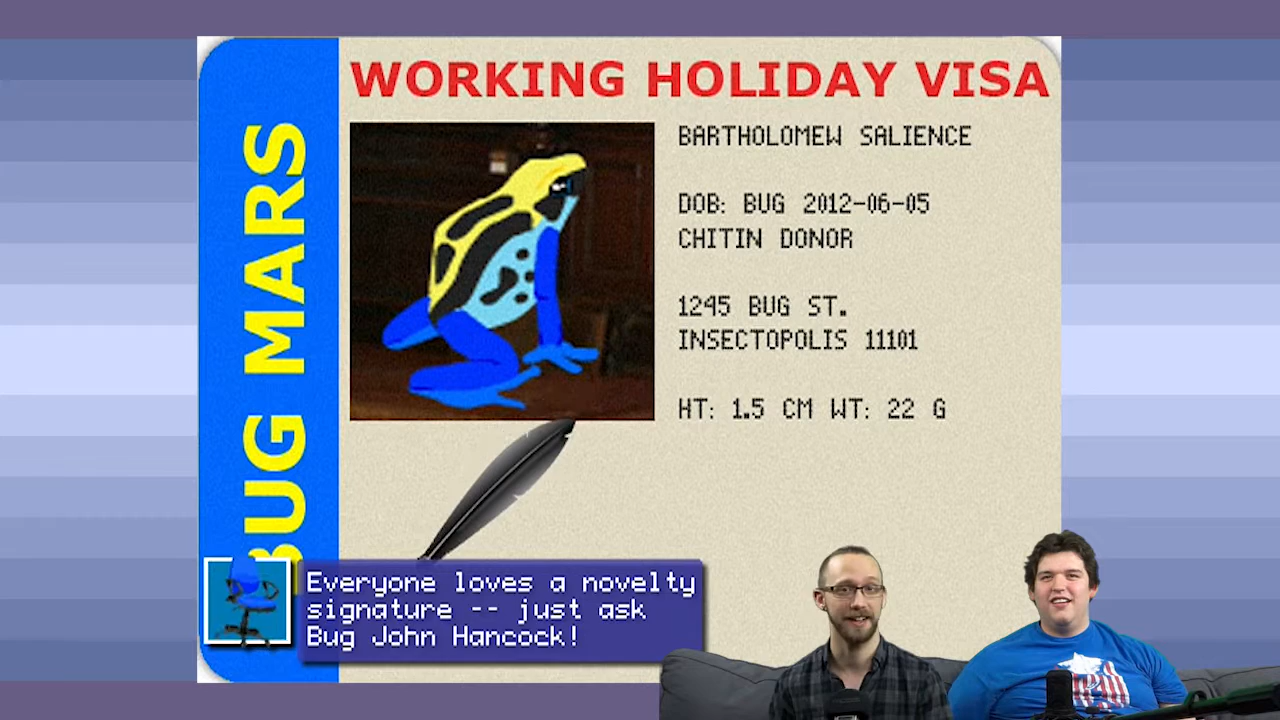 WORKING HOLIDAY VISA
BUG MARS
BARTHOLOMEW SALIENCE
DOB: BUG 2012-06-05
CHITIN DONOR
1245 BUG ST.
INSECTOPOLIS 11101
HT: 1.5 CM WT: 22 G
Everyone loves a novelty
signature -- just ask
Bug John Hancock!